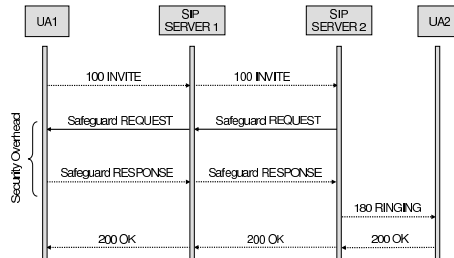 UA1
SIP
SERVER 1
SIP
SERVER 2
UA2
100 INVITE
100 INVITE
Safeguard REQUEST
Safeguard REQUEST
Security Overhead
Safeguard RESPONSE
Safeguard RESPONSE
180 RINGING
200 OK
200 OK
200 OK